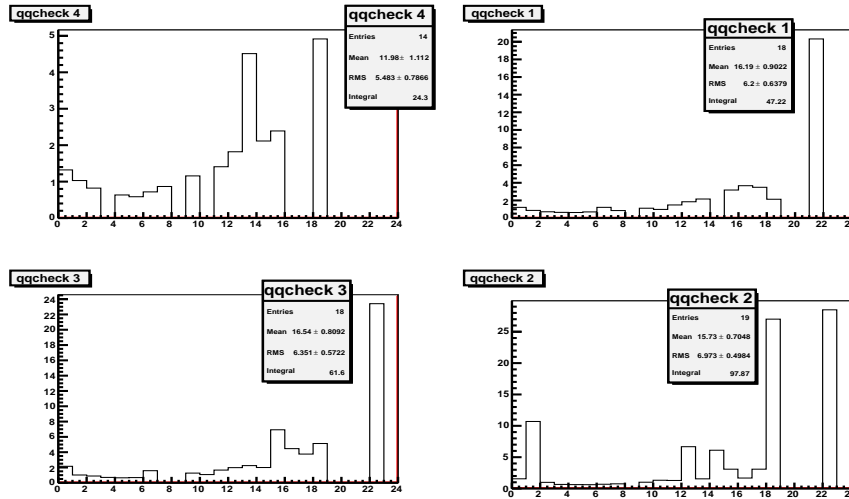 qqcheck 4
qqcheck 4
Entries 14
Mean 11.98 ± 1.112
RMS 5.483 ± 0.7866
Integral 24.3
5
4
3
2
1
0
0 2 4 6 8 10 12 14 16 18 20 22 24
qqcheck 1
qqcheck 1
Entries 18
Mean 16.19 ± 0.9022
RMS 6.2 ± 0.6379
Integral 47.22
20
18
16
14
12
10
8
6
4
2
0
0 2 4 6 8 10 12 14 16 18 20 22 24
qqcheck 3
qqcheck 3
Entries 18
Mean 16.54 ± 0.8092
RMS 6.351 ± 0.5722
Integral 61.6
24
22
20
18
16
14
12
10
8
6
4
2
0
0 2 4 6 8 10 12 14 16 18 20 22 24
qqcheck 2
qqcheck 2
Entries 19
Mean 15.73 ± 0.7048
RMS 6.973 ± 0.4984
Integral 97.87
25
20
15
10
5
0
0 2 4 6 8 10 12 14 16 18 20 22 24